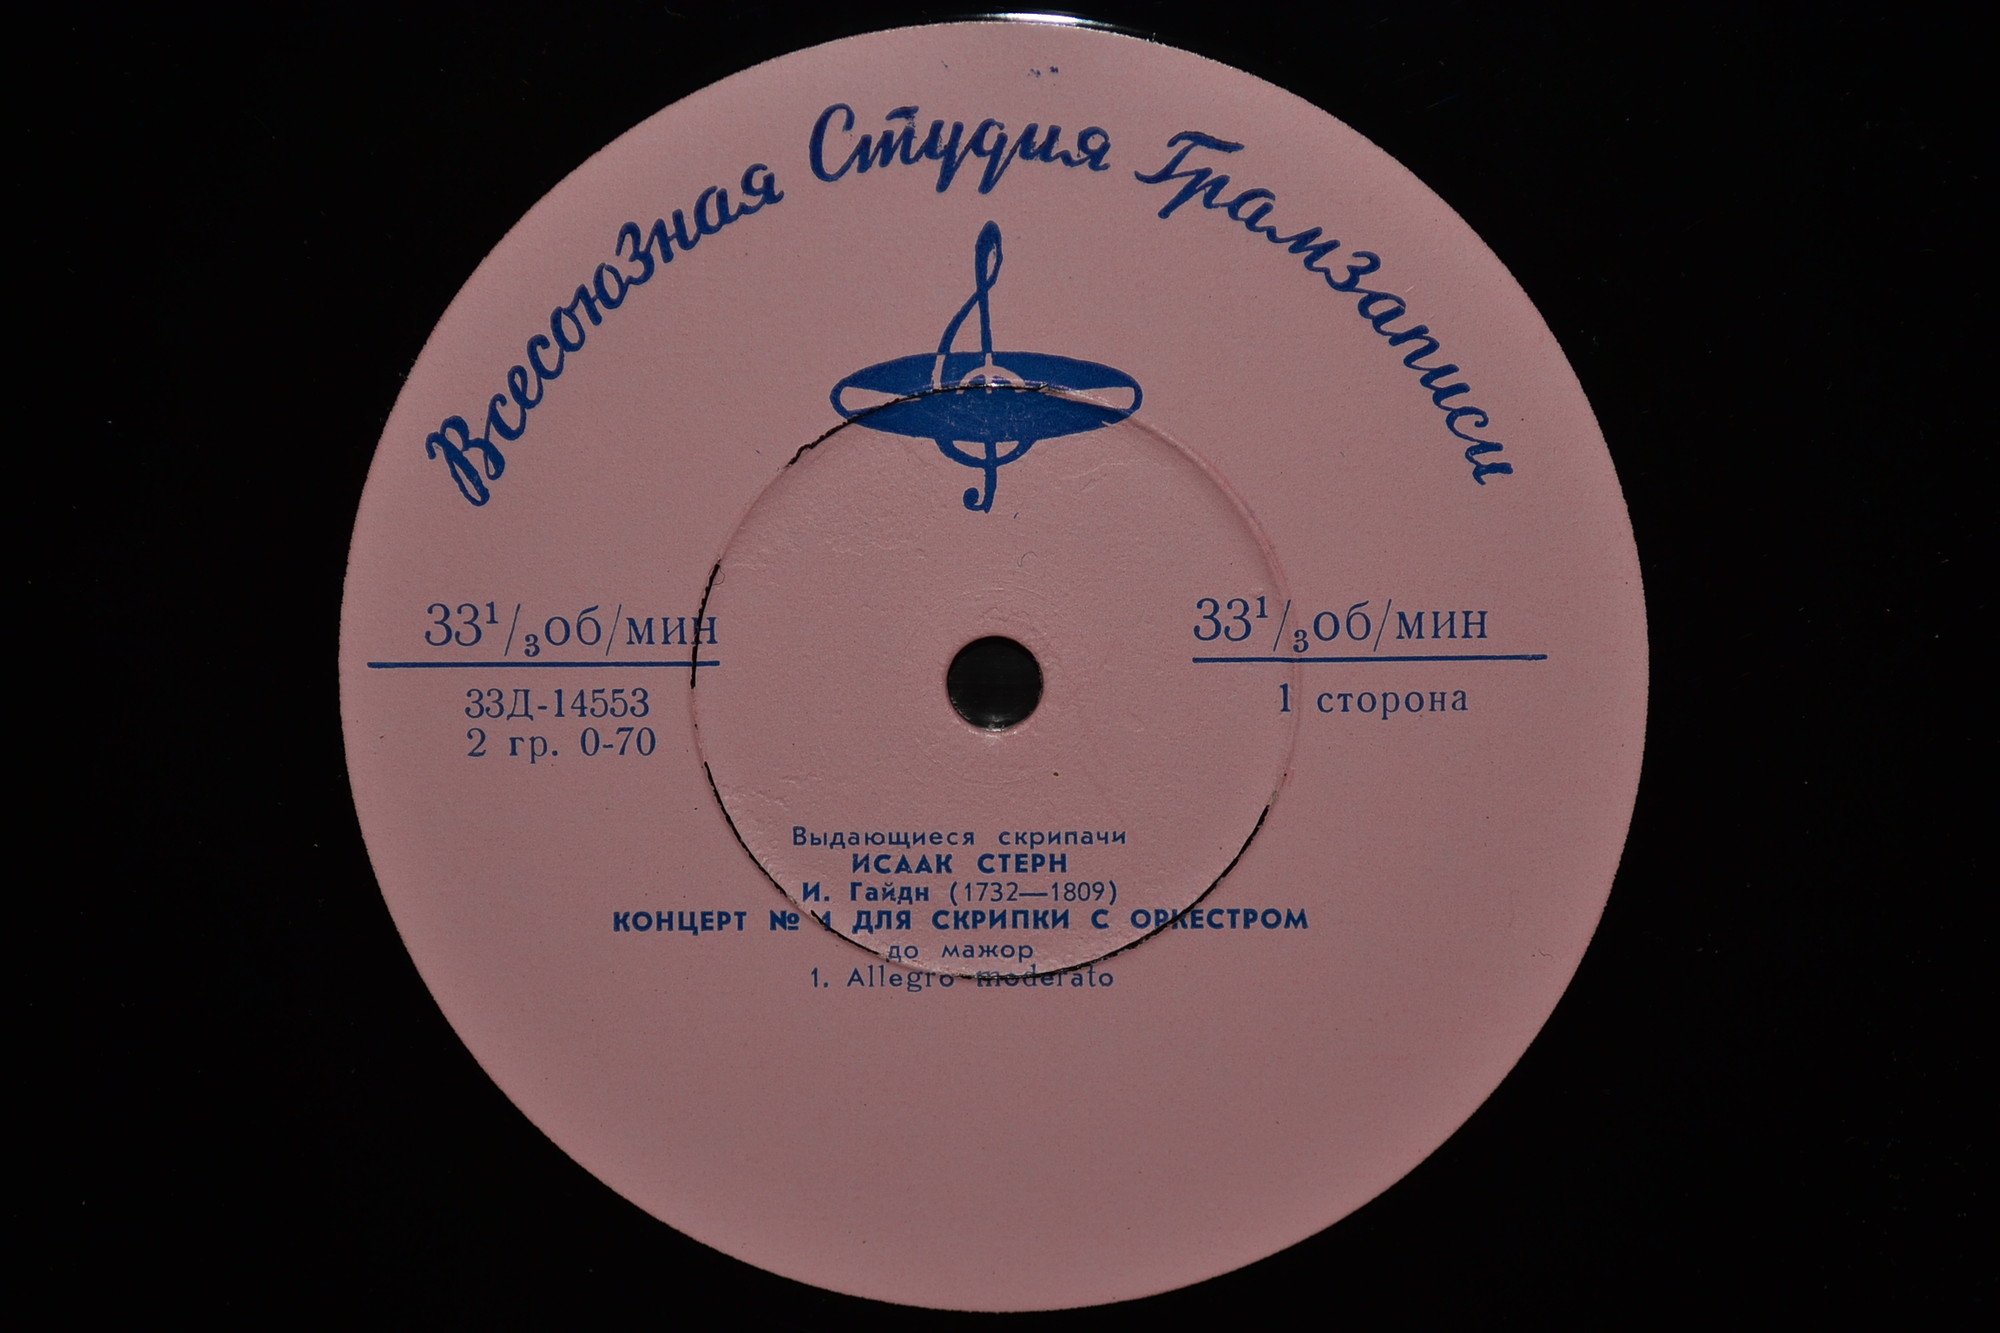 Всесоюзная Студия Грамзаписи
33¹/₃об/мин
33Д-14553
2 гр. 0-70
33¹/₃об/мин
1 сторона
Выдающиеся скрипачи
ИСААК СТЕРН
И. Гайдн (1732—1809)
КОНЦЕРТ № 1 ДЛЯ СКРИПКИ С ОРКЕСТРОМ
до мажор
1. Allegro moderato